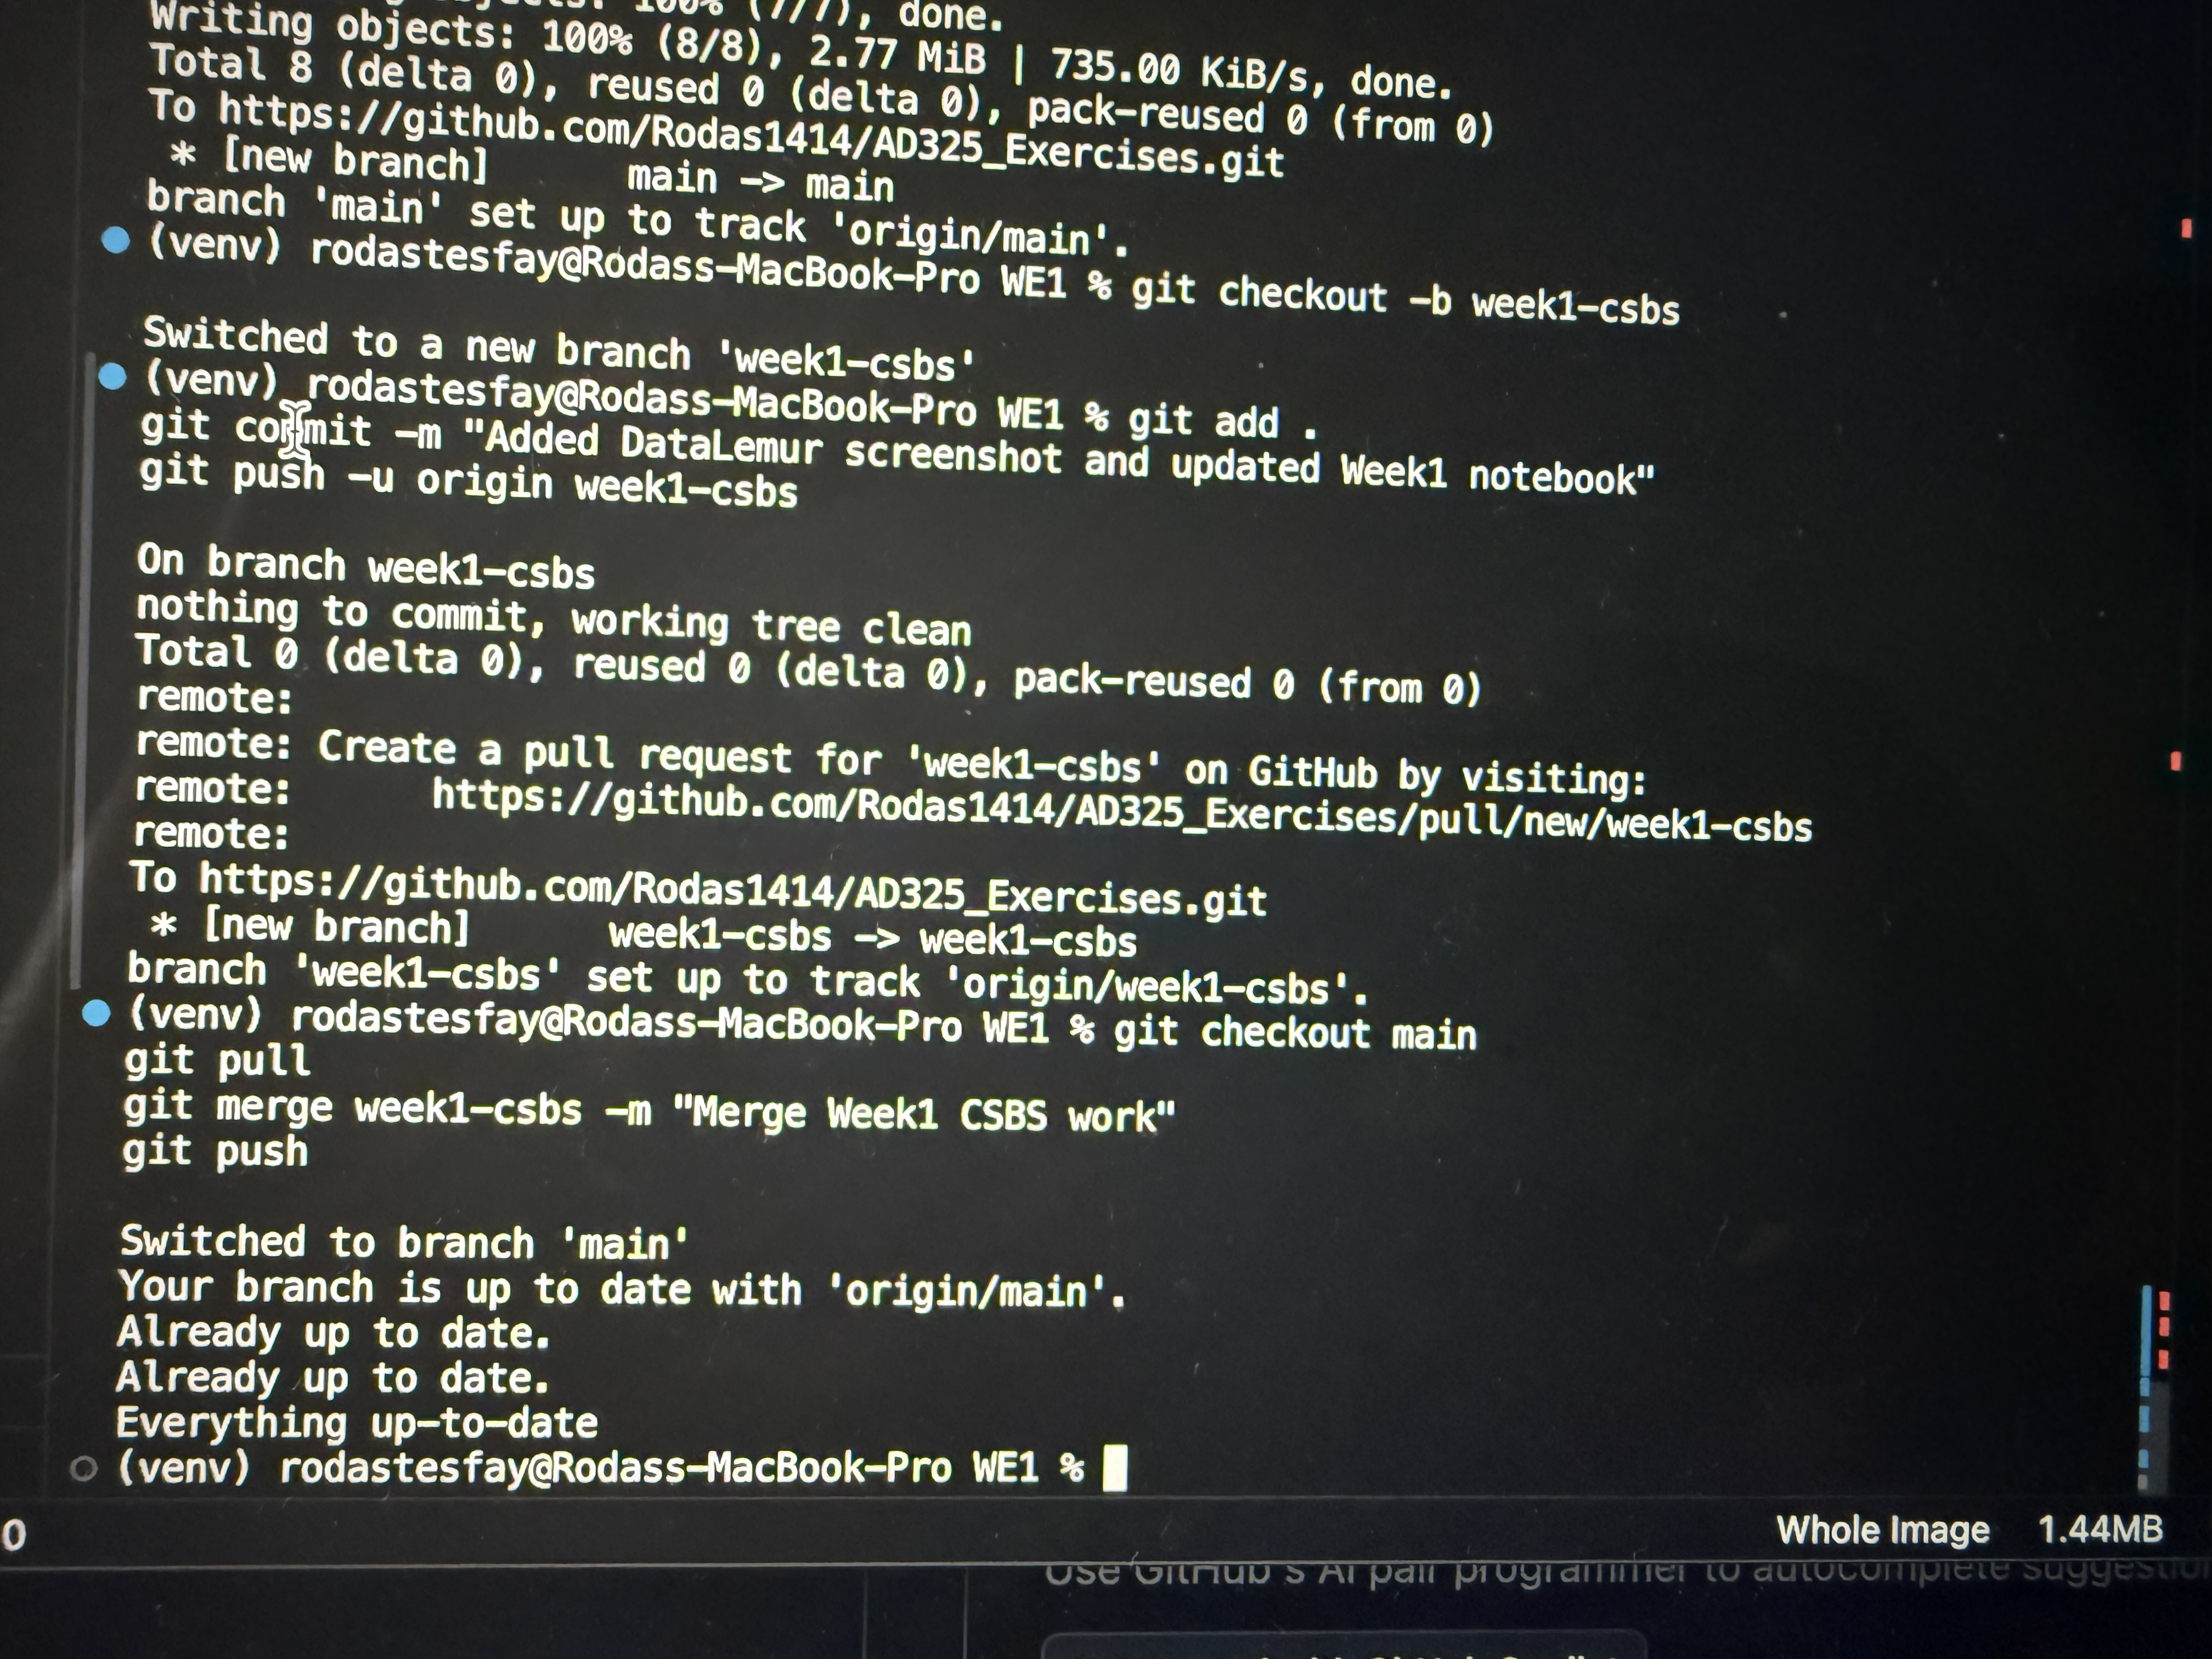 100% (7/7), done.
Writing objects: 100% (8/8), 2.77 MiB | 735.00 KiB/s, done.
Total 8 (delta 0), reused 0 (delta 0), pack-reused 0 (from 0)
To https://github.com/Rodas1414/AD325_Exercises.git
* [new branch] main -> main
branch 'main' set up to track 'origin/main'.
(venv) rodastesfay@Rodass-MacBook-Pro WE1 % git checkout -b week1-csbs
Switched to a new branch 'week1-csbs'
(venv) rodastesfay@Rodass-MacBook-Pro WE1 % git add .
git commit -m "Added DataLemur screenshot and updated Week1 notebook"
git push -u origin week1-csbs
On branch week1-csbs
nothing to commit, working tree clean
Total 0 (delta 0), reused 0 (delta 0), pack-reused 0 (from 0)
remote:
remote: Create a pull request for 'week1-csbs' on GitHub by visiting:
remote: https://github.com/Rodas1414/AD325_Exercises/pull/new/week1-csbs
remote:
To https://github.com/Rodas1414/AD325_Exercises.git
* [new branch] week1-csbs -> week1-csbs
branch 'week1-csbs' set up to track 'origin/week1-csbs'.
(venv) rodastesfay@Rodass-MacBook-Pro WE1 % git checkout main
git pull
git merge week1-csbs -m "Merge Week1 CSBS work"
git push
Switched to branch 'main'
Your branch is up to date with 'origin/main'.
Already up to date.
Already up to date.
Everything up-to-date
(venv) rodastesfay@Rodass-MacBook-Pro WE1 %
0 Whole Image 1.44MB
Use GitHub's AI pair programmer to autocomplete